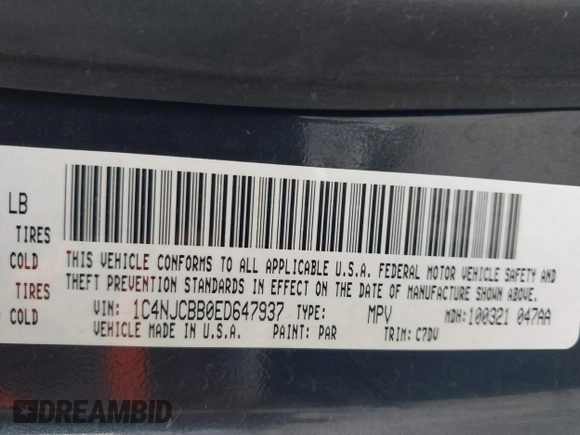 LB
TIRES
COLD
TIRES
COLD
THIS VEHICLE CONFORMS TO ALL APPLICABLE U.S.A. FEDERAL MOTOR VEHICLE SAFETY AND
THEFT PREVENTION STANDARDS IN EFFECT ON THE DATE OF MANUFACTURE SHOWN ABOVE.
VIN: 1C4NJCBB0ED647937 TYPE: MPV MDH: 100321 047AA
VEHICLE MADE IN U.S.A. PAINT: PAR TRIM: C7DV
DREAMBID